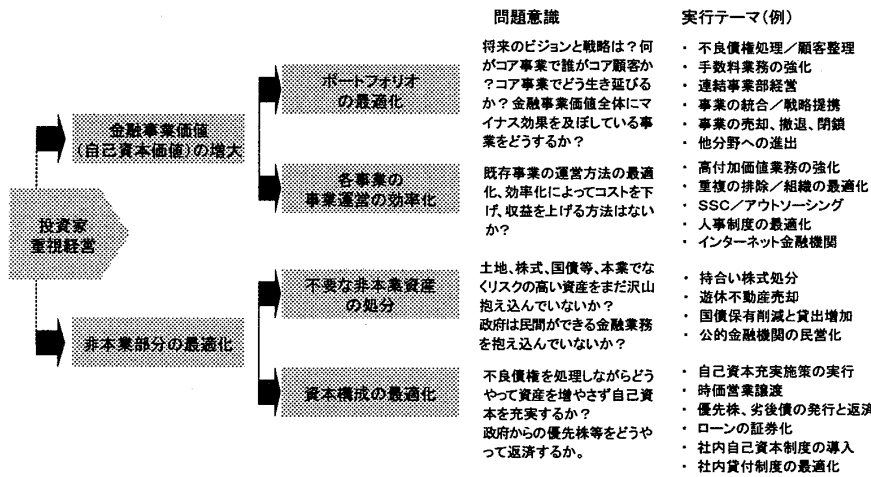 問題意識
実行テーマ（例）
投資家
重視経営
金融事業価値
（自己資本価値）の増大
非本業部分の最適化
ポートフォリオ
の最適化
将来のビジョンと戦略は？何
がコア事業で誰がコア顧客か
？コア事業でどう生き延びる
か？金融事業価値全体にマ
イナス効果を及ぼしている事
業をどうするか？
・ 不良債権処理／顧客整理
・ 手数料業務の強化
・ 連結事業部経営
・ 事業の統合／戦略提携
・ 事業の売却、撤退、閉鎖
・ 他分野への進出
各事業の
事業運営の効率化
既存事業の運営方法の最適
化、効率化によってコストを下
げ、収益を上げる方法はない
か？
・ 高付加価値業務の強化
・ 重複の排除／組織の最適化
・ SSC／アウトソーシング
・ 人事制度の最適化
・ インターネット金融機関
不要な非本業資産
の処分
土地、株式、国債等、本業でな
くリスクの高い資産をまだ沢山
抱え込んでいないか？
政府は民間ができる金融業務
を抱え込んでいないか？
・ 持合い株式処分
・ 遊休不動産売却
・ 国債保有削減と貸出増加
・ 公的金融機関の民営化
資本構成の最適化
不良債権を処理しながらどう
やって資産を増やさず自己資
本を充実するか？
政府からの優先株等をどうや
って返済するか。
・ 自己資本充実施策の実行
・ 時価営業譲渡
・ 優先株、劣後債の発行と返済
・ ローンの証券化
・ 社内自己資本制度の導入
・ 社内貸付制度の最適化